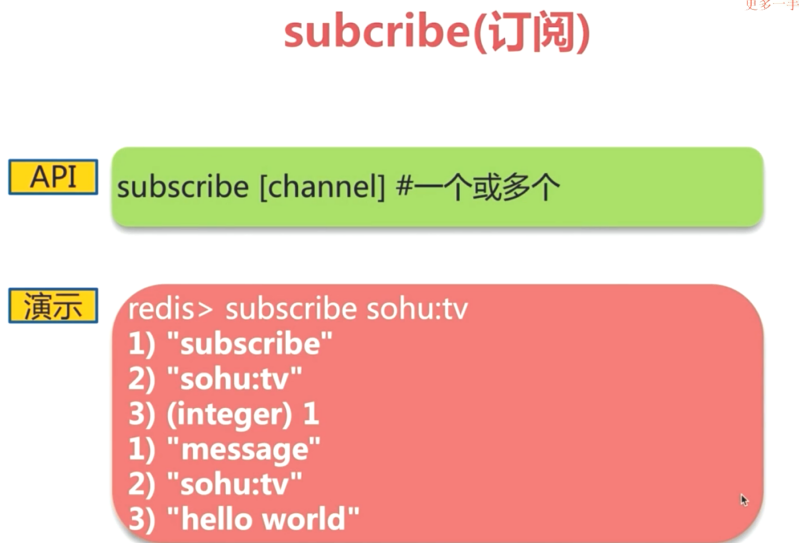 更多一手
subcribe(订阅)
API
subscribe [channel] #一个或多个
演示
redis> subscribe sohu:tv
1) "subscribe"
2) "sohu:tv"
3) (integer) 1
1) "message"
2) "sohu:tv"
3) "hello world"